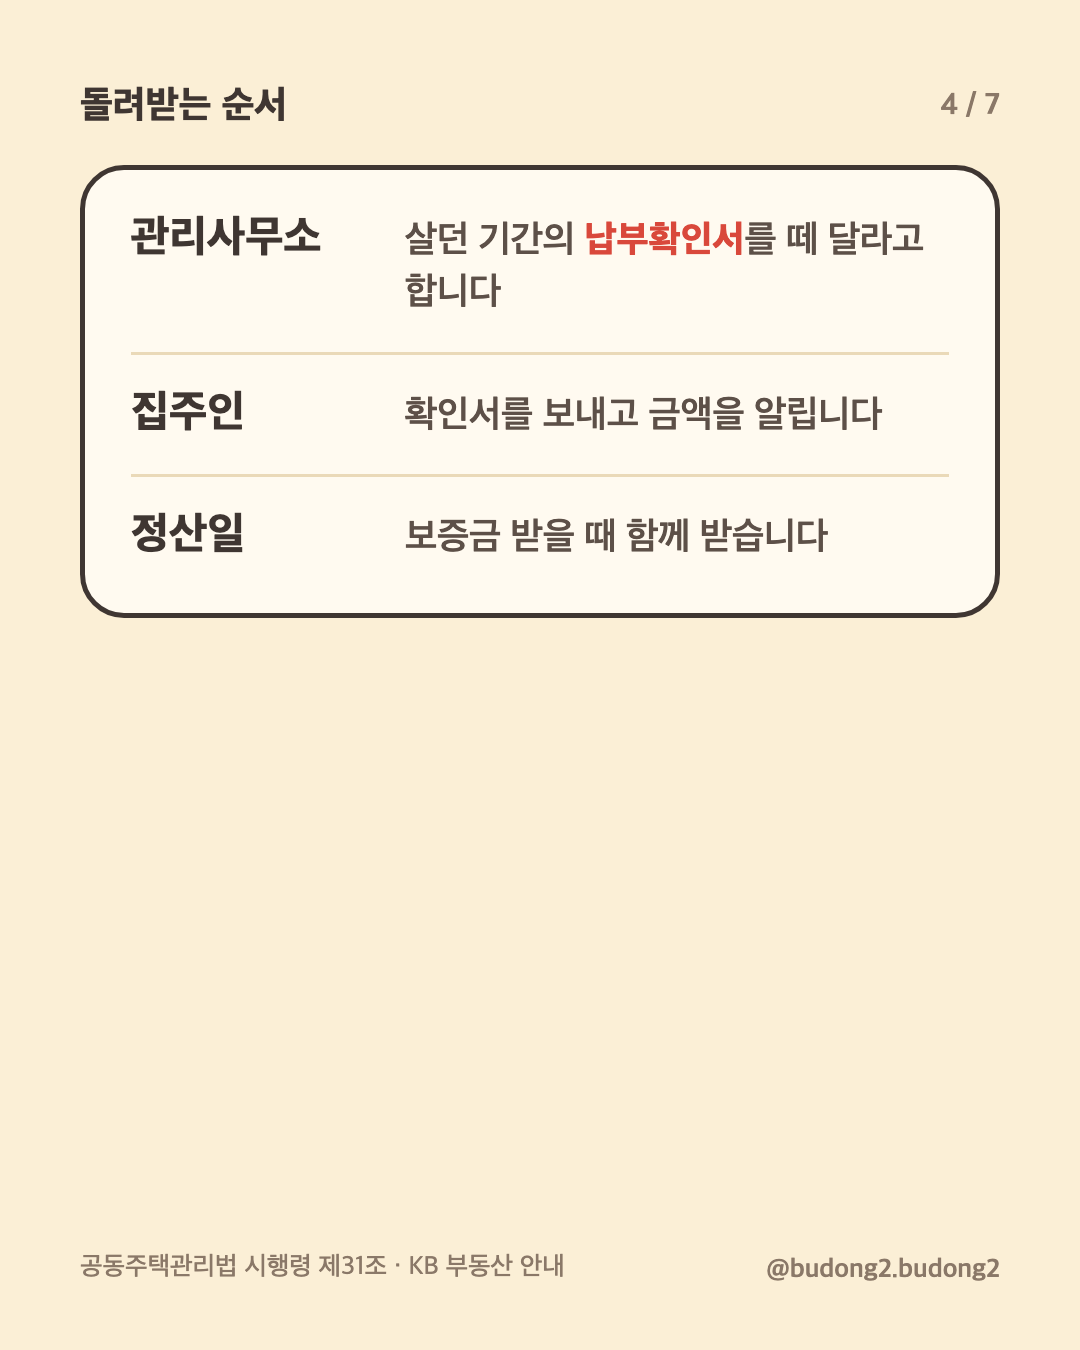 돌려받는 순서
4 / 7
관리사무소
살던 기간의 납부확인서를 떼 달라고
합니다
집주인
확인서를 보내고 금액을 알립니다
정산일
보증금 받을 때 함께 받습니다
공동주택관리법 시행령 제31조 · KB 부동산 안내
@budong2.budong2